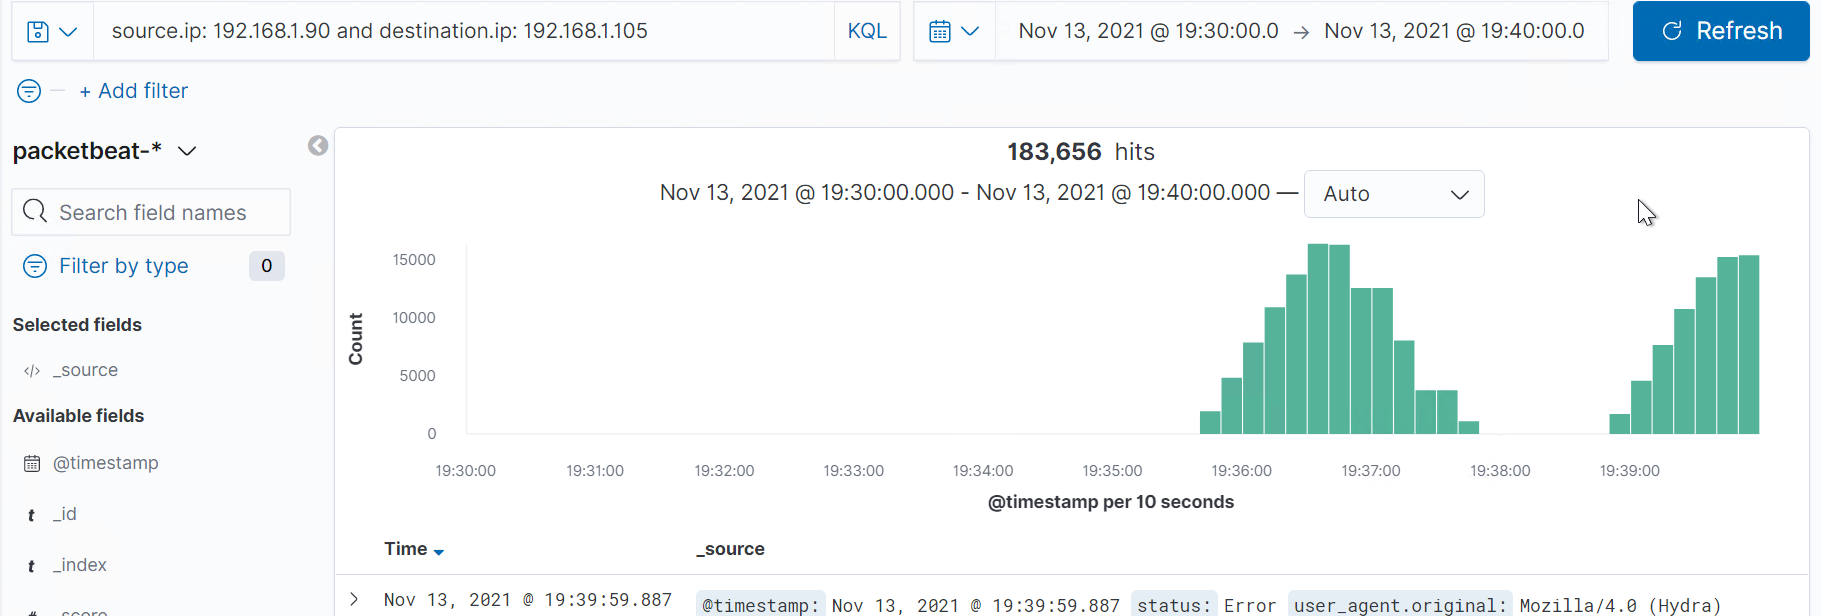 source.ip: 192.168.1.90 and destination.ip: 192.168.1.105 KQL Nov 13, 2021 @ 19:30:00.0 → Nov 13, 2021 @ 19:40:00.0 Refresh
+ Add filter
packetbeat-*
183,656 hits
Nov 13, 2021 @ 19:30:00.000 - Nov 13, 2021 @ 19:40:00.000 — Auto
Search field names
Filter by type 0
Selected fields
</> _source
Available fields
@timestamp
t _id
t _index
# _score
Count
15000
10000
5000
0
19:30:00 19:31:00 19:32:00 19:33:00 19:34:00 19:35:00 19:36:00 19:37:00 19:38:00 19:39:00
@timestamp per 10 seconds
Time _source
> Nov 13, 2021 @ 19:39:59.887 @timestamp: Nov 13, 2021 @ 19:39:59.887 status: Error user_agent.original: Mozilla/4.0 (Hydra)